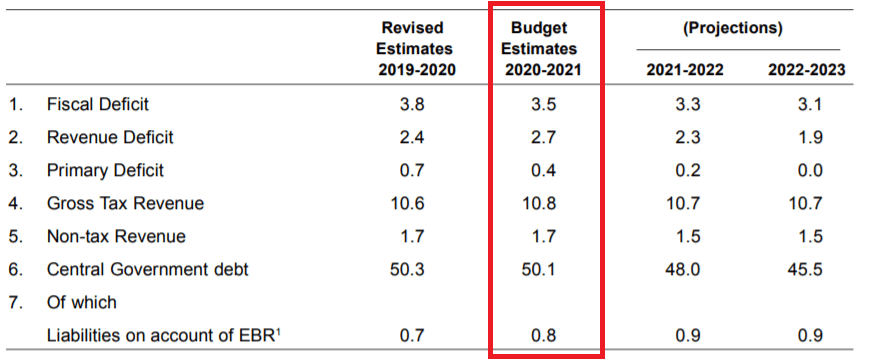 Revised Budget (Projections)
Estimates Estimates
2019-2020 2020-2021 2021-2022 2022-2023
1. Fiscal Deficit 3.8 3.5 3.3 3.1
2. Revenue Deficit 2.4 2.7 2.3 1.9
3. Primary Deficit 0.7 0.4 0.2 0.0
4. Gross Tax Revenue 10.6 10.8 10.7 10.7
5. Non-tax Revenue 1.7 1.7 1.5 1.5
6. Central Government debt 50.3 50.1 48.0 45.5
7. Of which
Liabilities on account of EBR¹ 0.7 0.8 0.9 0.9